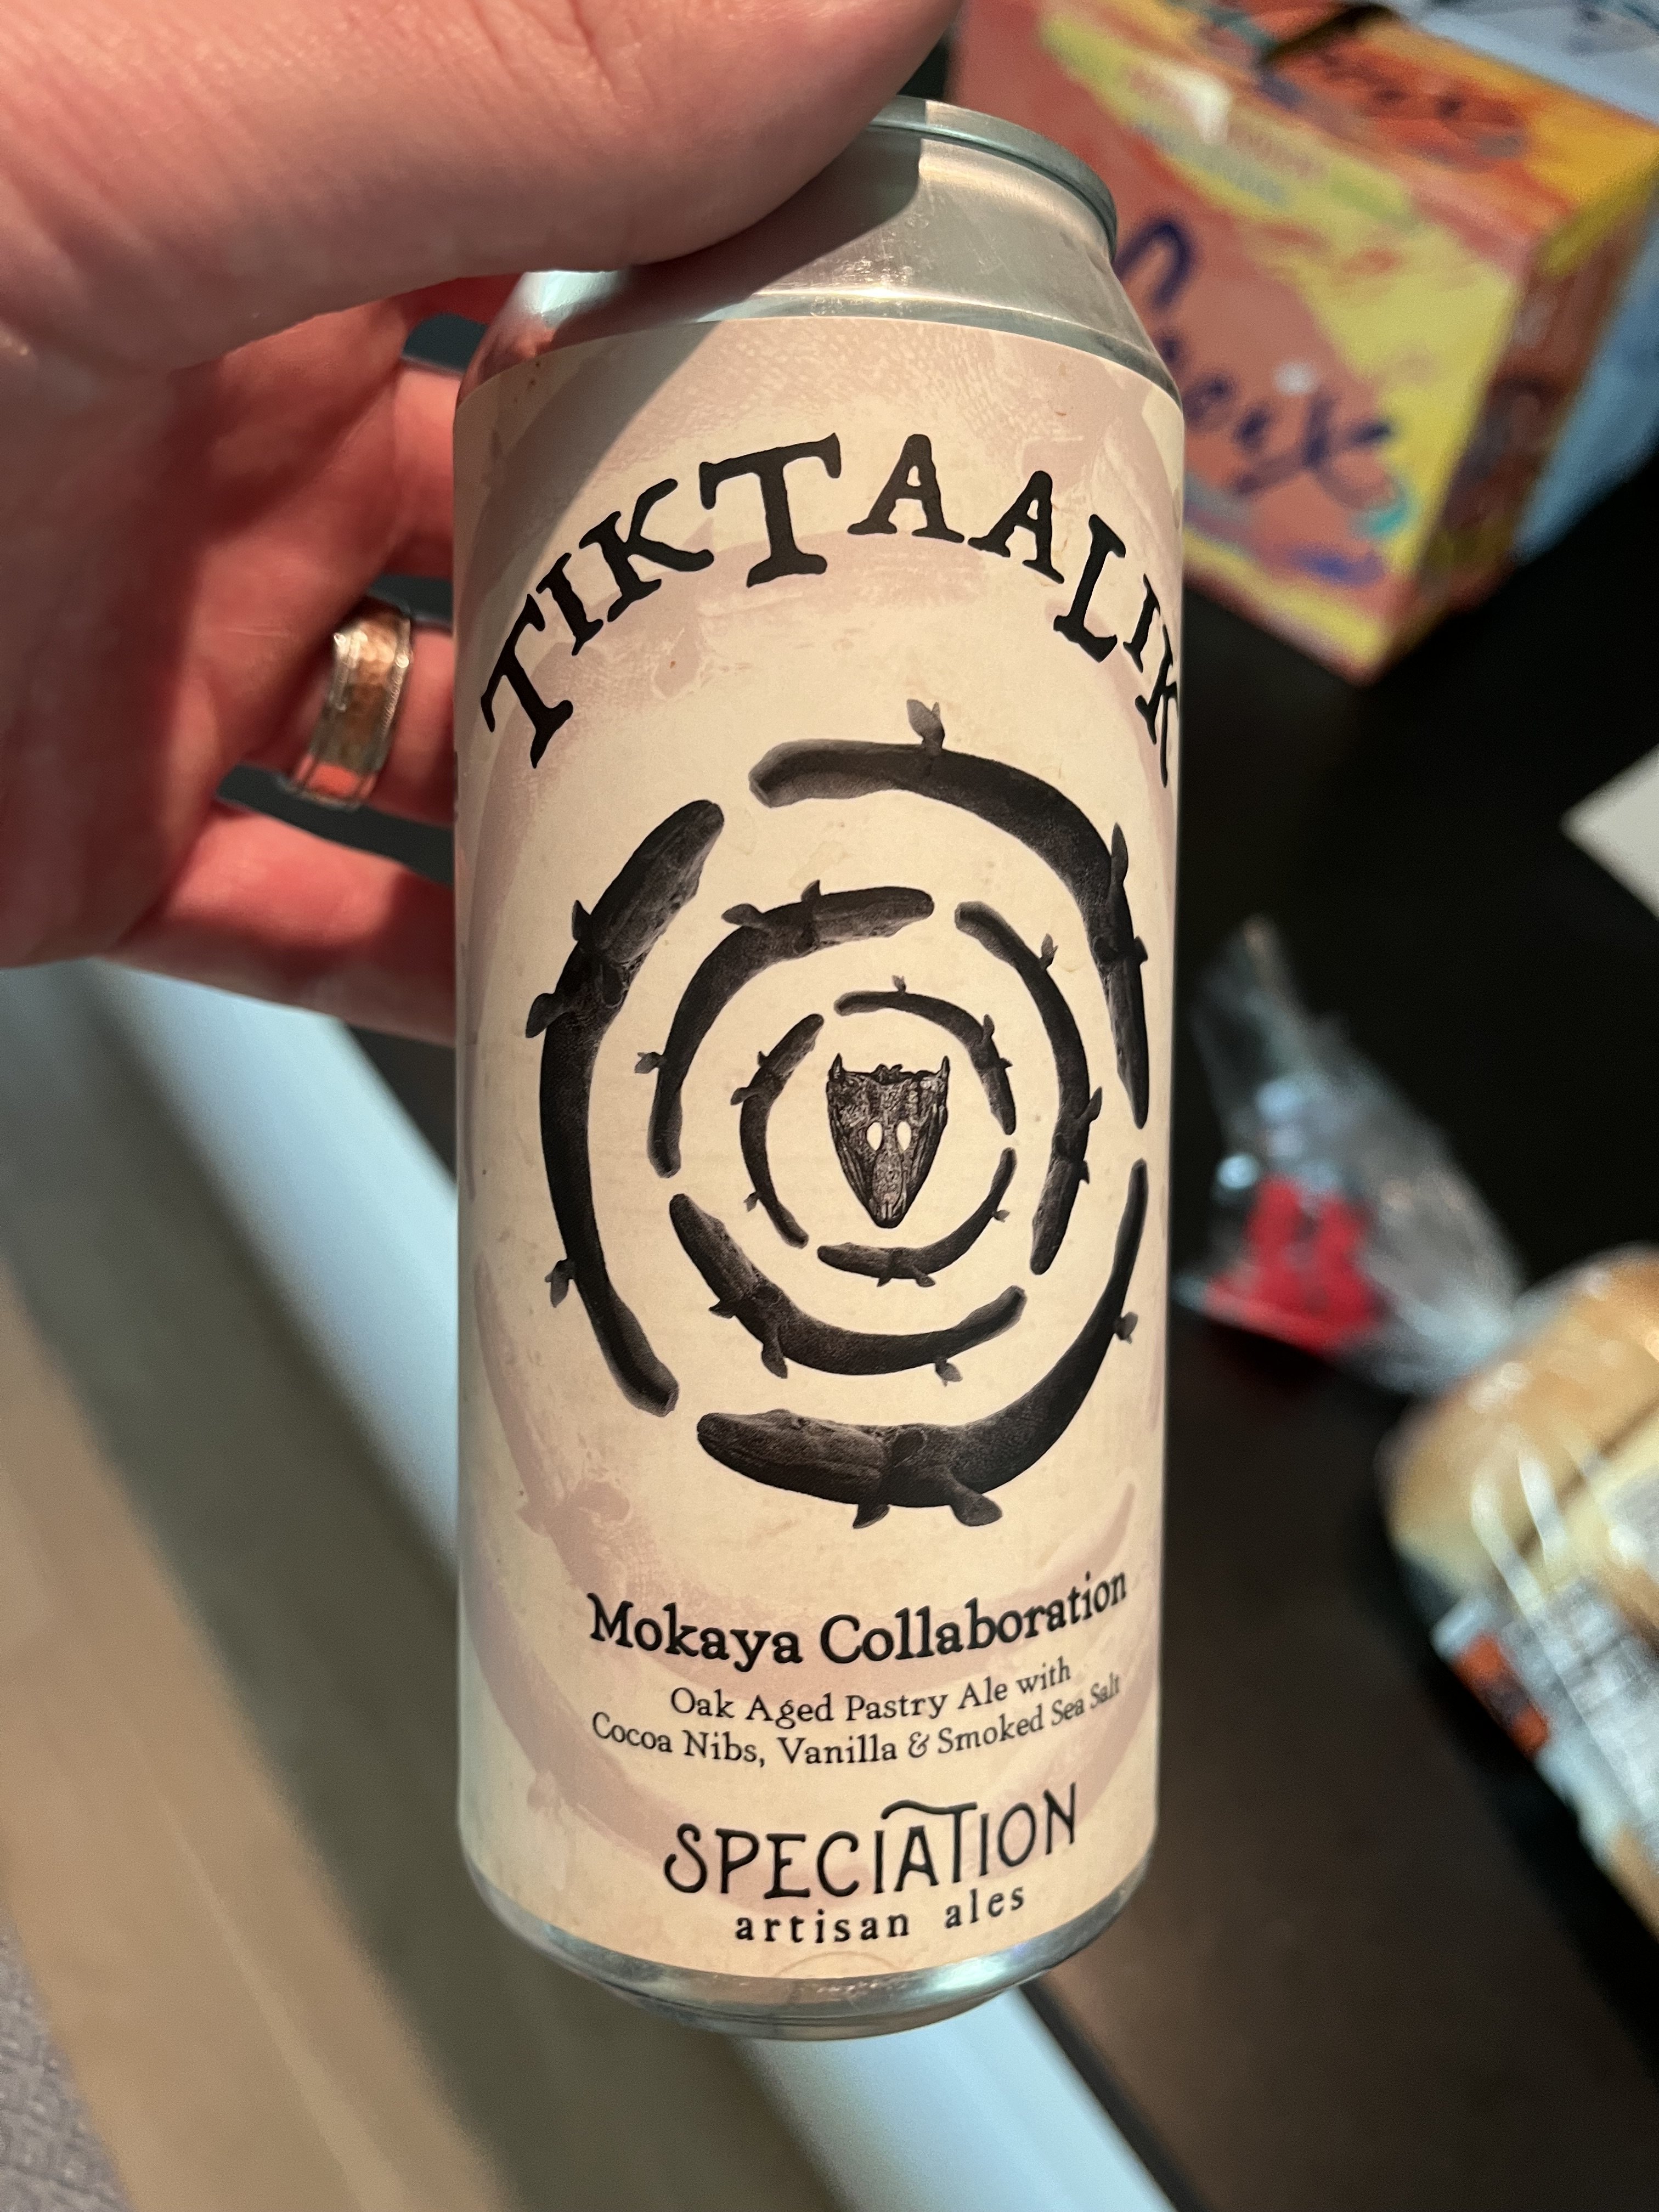 TIKTAALIK
Mokaya Collaboration
Oak Aged Pastry Ale with
Cocoa Nibs, Vanilla & Smoked Sea Salt
SPECIATION
artisan ales